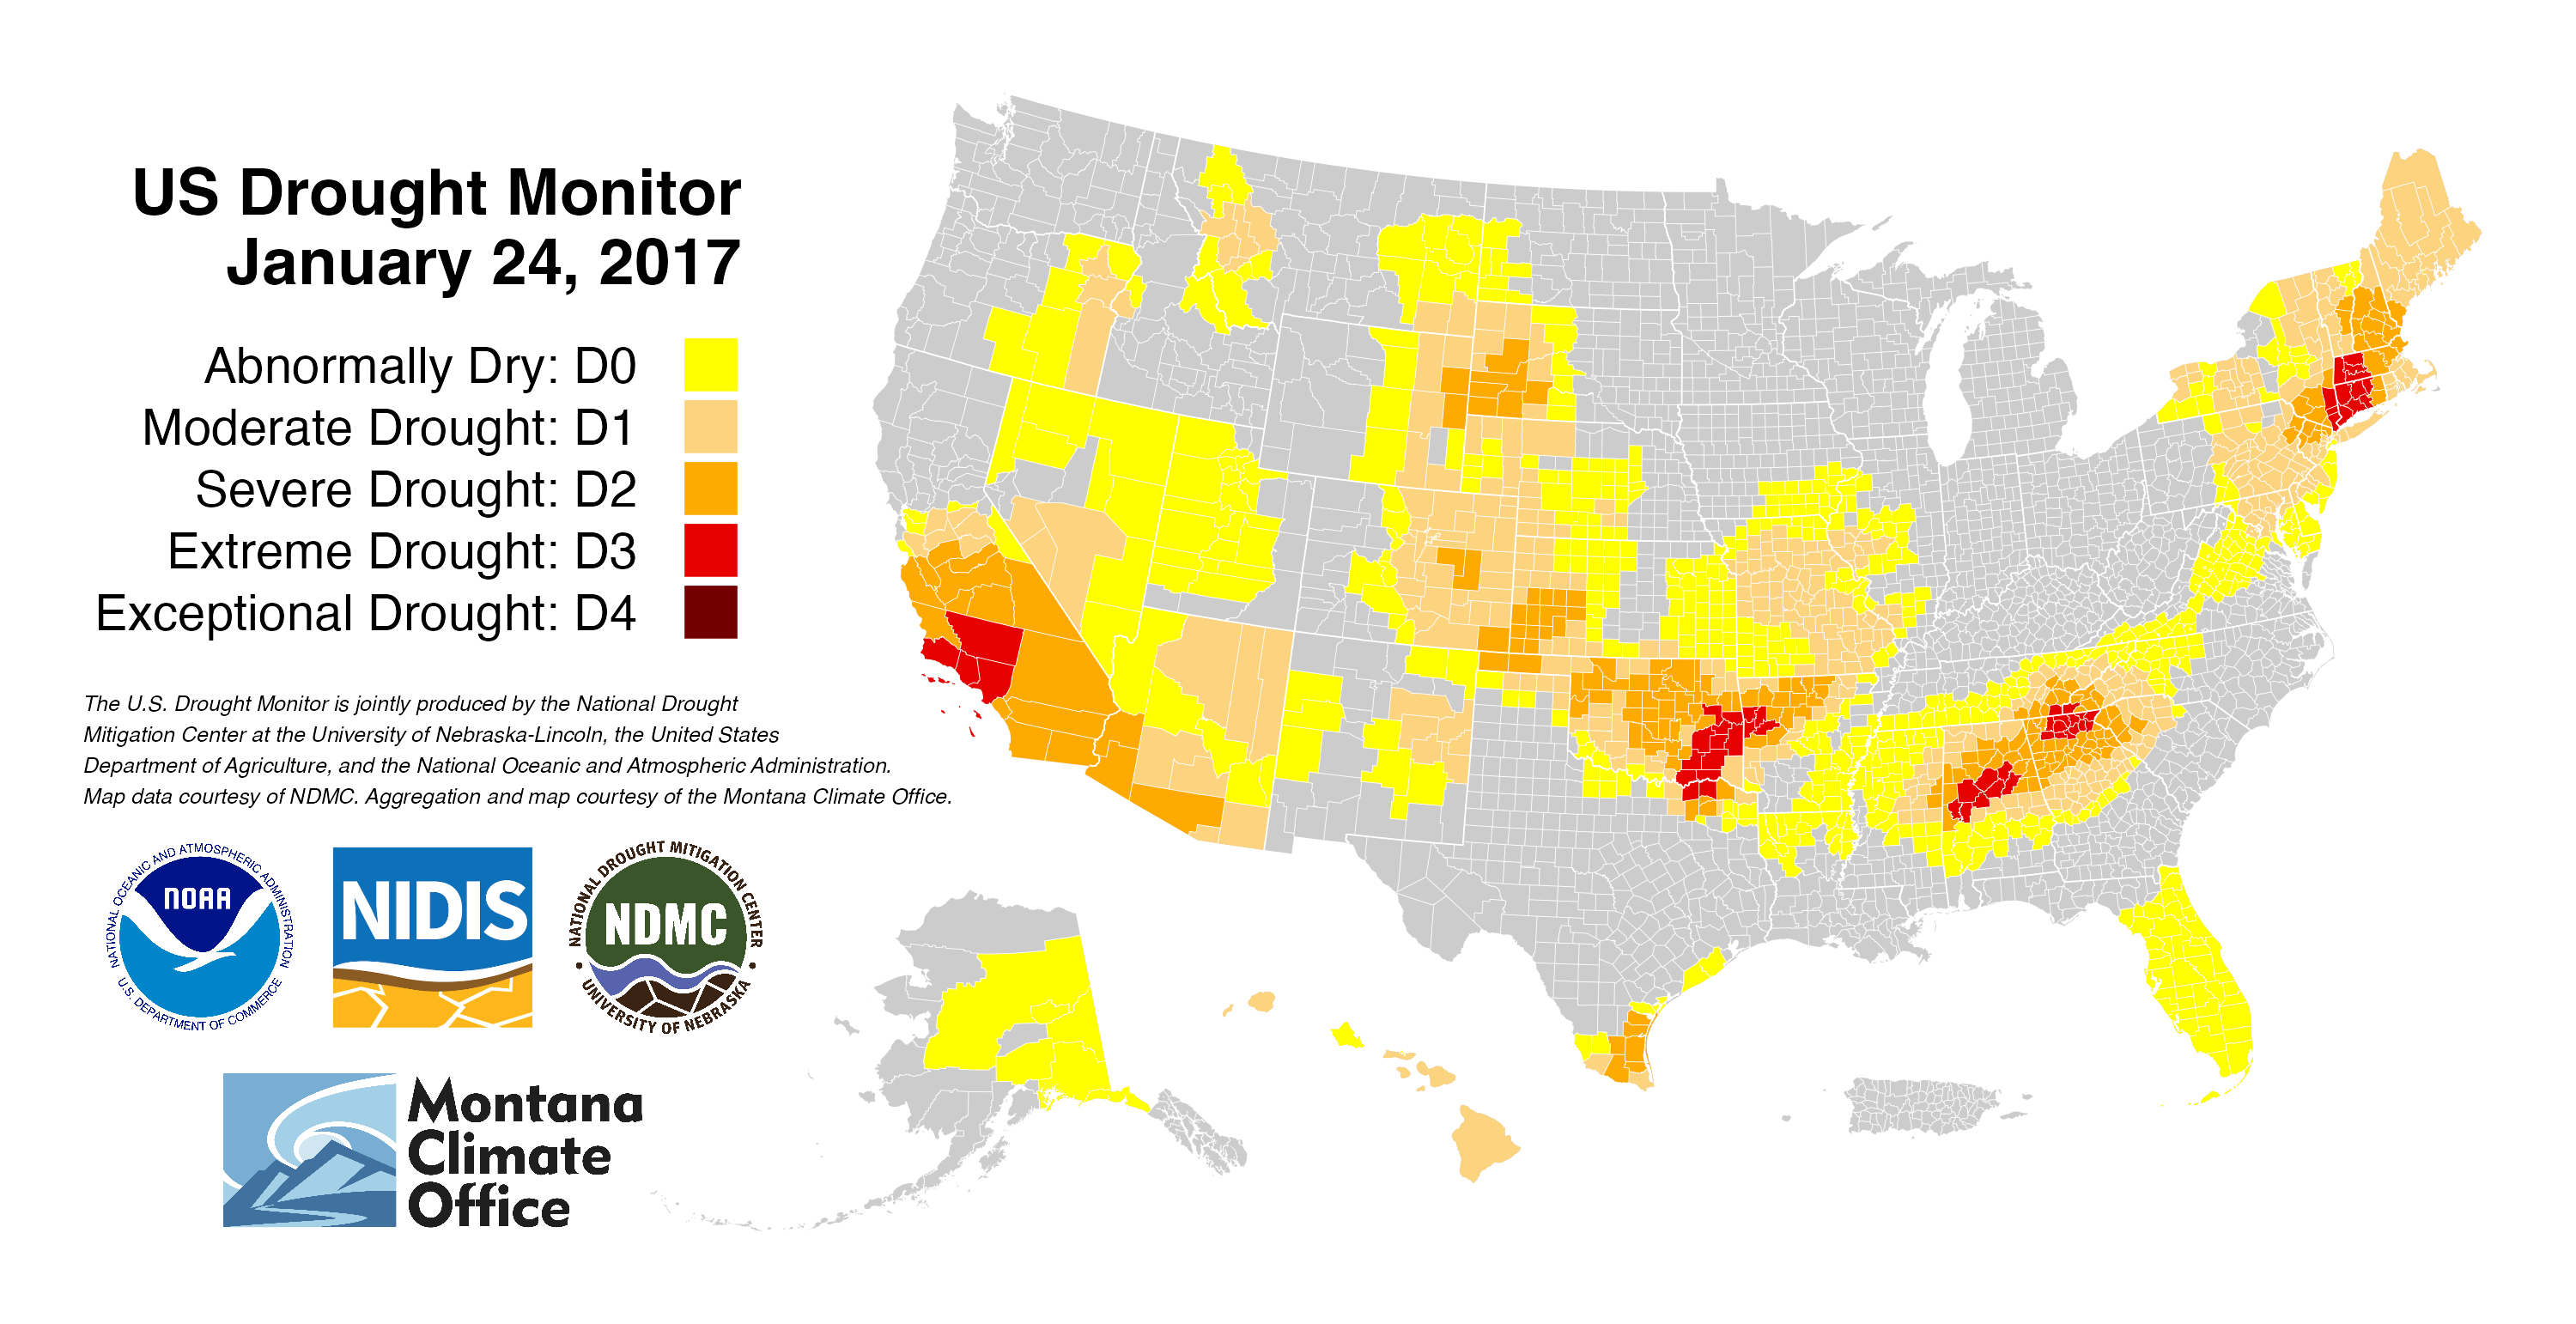 US Drought Monitor
January 24, 2017
Abnormally Dry: D0
Moderate Drought: D1
Severe Drought: D2
Extreme Drought: D3
Exceptional Drought: D4
The U.S. Drought Monitor is jointly produced by the National Drought
Mitigation Center at the University of Nebraska-Lincoln, the United States
Department of Agriculture, and the National Oceanic and Atmospheric Administration.
Map data courtesy of NDMC. Aggregation and map courtesy of the Montana Climate Office.
NATIONAL OCEANIC AND ATMOSPHERIC ADMINISTRATION
NOAA
U.S. DEPARTMENT OF COMMERCE
NIDIS
NATIONAL DROUGHT MITIGATION CENTER
NDMC
UNIVERSITY OF NEBRASKA
Montana
Climate
Office